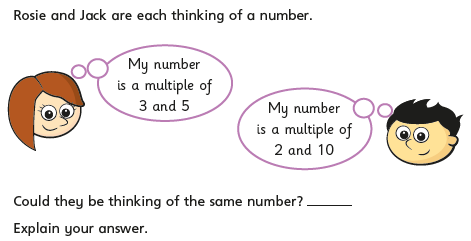 Rosie and Jack are each thinking of a number.
My number
is a multiple of
3 and 5
My number
is a multiple of
2 and 10
Could they be thinking of the same number? ______
Explain your answer.